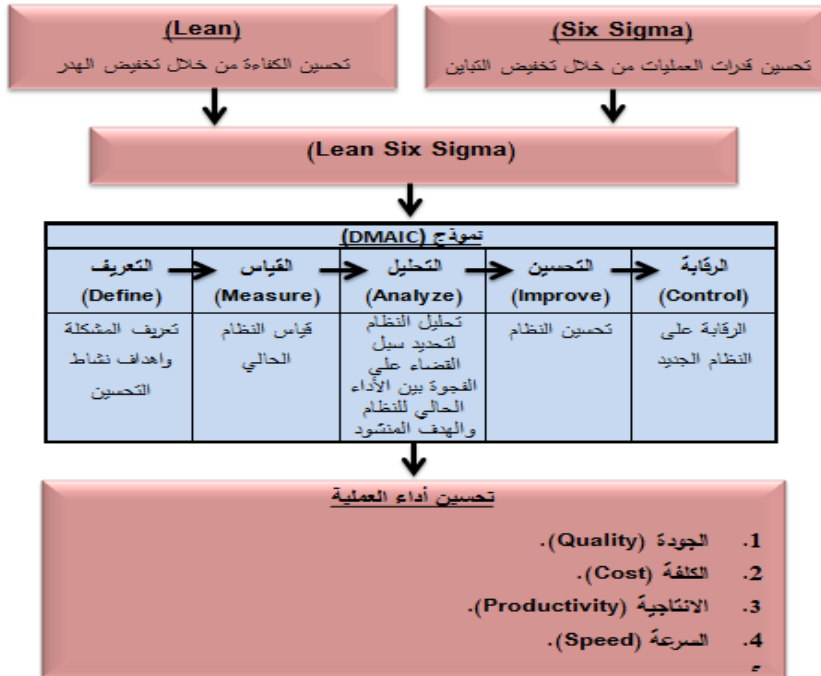 (Lean)
تحسين الكفاءة من خلال تخفيض الهدر
(Six Sigma)
تحسين قدرات العمليات من خلال تخفيض التباين
(Lean Six Sigma)
نموذج (DMAIC)
التعريف
(Define)
القياس
(Measure)
التحليل
(Analyze)
التحسين
(Improve)
الرقابة
(Control)
تعريف المشكلة
واهداف نشاط
التحسين
قياس النظام
الحالي
تحليل النظام
لتحديد سبل
القضاء على
الفجوة بين الأداء
الحالي للنظام
والهدف المنشود
تحسين النظام
الرقابة على
النظام الجديد
تحسين أداء العملية
1. الجودة (Quality).
2. الكلفة (Cost).
3. الانتاجية (Productivity).
4. السرعة (Speed).